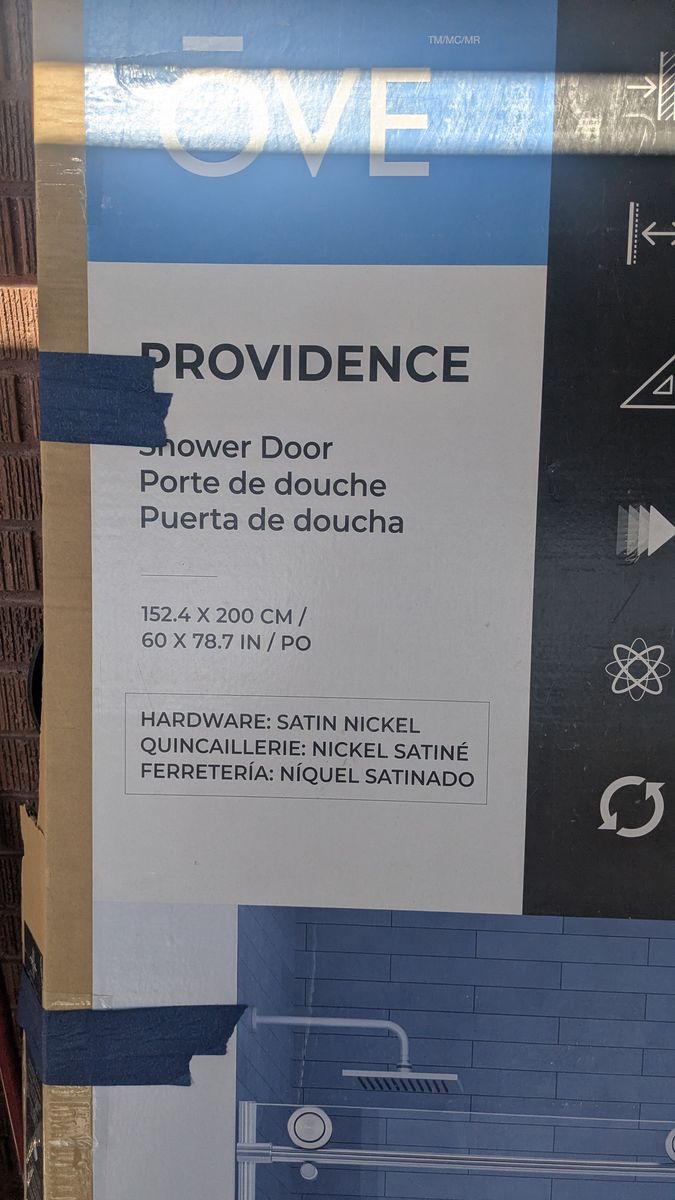 TM/MC/MR
ŌVE
PROVIDENCE
Shower Door
Porte de douche
Puerta de doucha
152.4 X 200 CM /
60 X 78.7 IN / PO
HARDWARE: SATIN NICKEL
QUINCAILLERIE: NICKEL SATINÉ
FERRETERÍA: NÍQUEL SATINADO